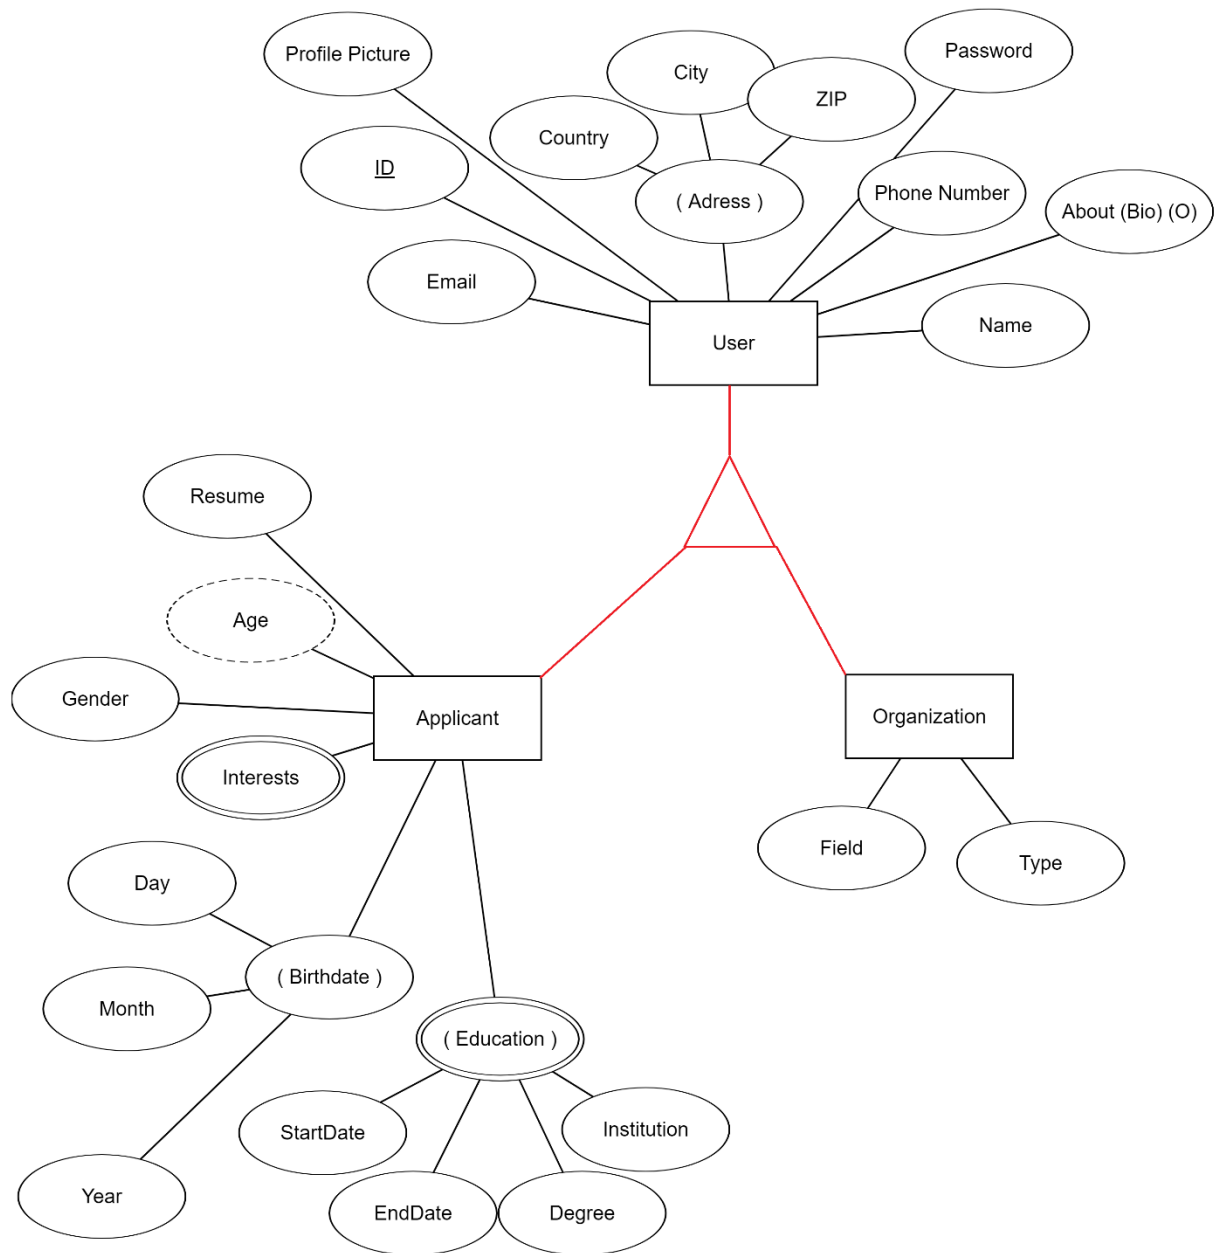 Profile Picture
City
Password
ZIP
Country
ID
( Adress )
Phone Number
About (Bio) (O)
Email
Name
User
Resume
Age
Gender
Applicant
Organization
Interests
Field
Type
Day
( Birthdate )
Month
( Education )
StartDate
Institution
Year
EndDate
Degree